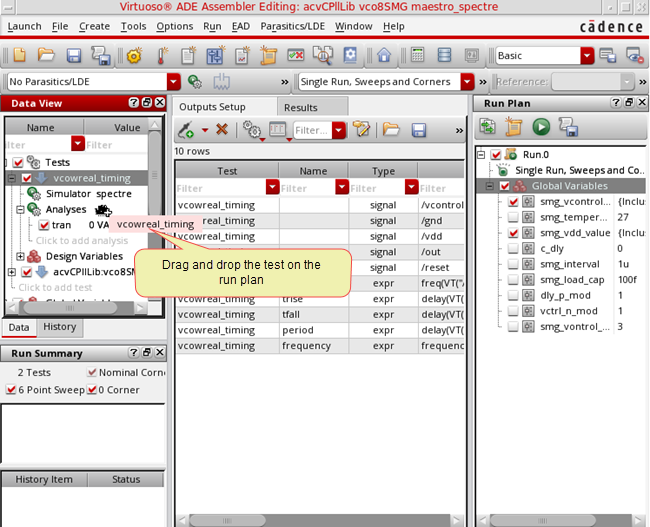 Virtuoso® ADE Assembler Editing: acvCPllLib vco8SMG maestro_spectre
Launch File Create Tools Options Run EAD Parasitics/LDE Window Help
cādence
Basic
No Parasitics/LDE
Single Run, Sweeps and Corners
Reference:
Data View
Name Value
Filter
Tests
vcowreal_timing
Simulator spectre
Analyses
tran 0 VA
Click to add analysis
Design Variables
acvCPllLib:vco8SM
Click to add test
Data History
Run Summary
2 Tests
Nominal Corn
6 Point Sweep
0 Corner
History Item Status
vcowreal_timing
Drag and drop the test on the
run plan
Outputs Setup Results
Filter...
10 rows
Test Name Type
Filter Filter Filter Filter
vcowreal_timing signal /vcontrol
real_timing signal /gnd
vcowreal_timing signal /vdd
signal /out
signal /reset
expr freq(VT("/
trise expr delay(VT(
vcowreal_timing tfall expr delay(VT(
vcowreal_timing period expr delay(VT(
vcowreal_timing frequency expr frequenc
Run Plan
Run.0
Single Run, Sweeps and Co..
Global Variables
smg_vcontrol... {Inclu
smg_temper... 27
smg_vdd_value {Inclu
c_dly 0
smg_interval 1u
smg_load_cap 100f
dly_p_mod 1
vctrl_n_mod 1
smg_vontrol_... 3